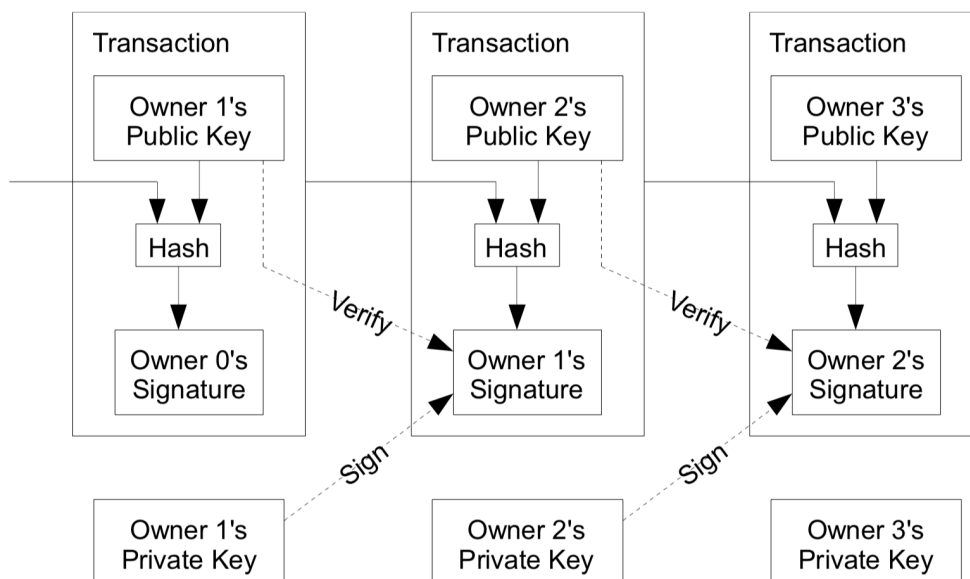 Transaction
Owner 1's
Public Key
Hash
Owner 0's
Signature
Transaction
Owner 2's
Public Key
Hash
Verify
Owner 1's
Signature
Transaction
Owner 3's
Public Key
Hash
Verify
Owner 2's
Signature
Sign
Sign
Owner 1's
Private Key
Owner 2's
Private Key
Owner 3's
Private Key